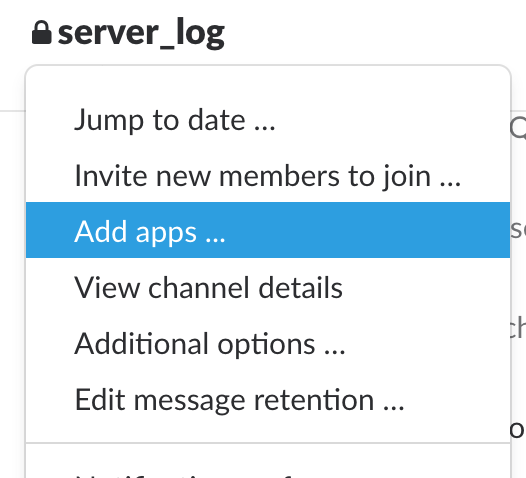 server_log
Jump to date ...
Invite new members to join ...
Add apps ...
View channel details
Additional options ...
Edit message retention ...